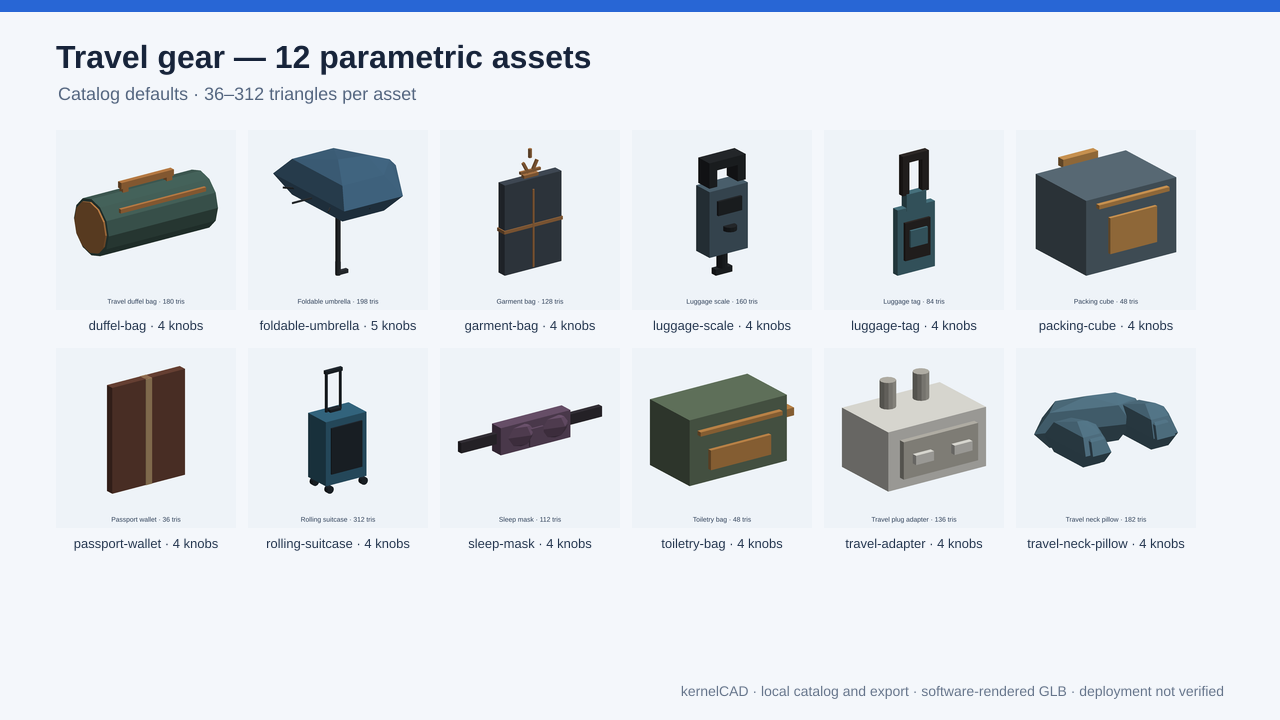 Travel gear — 12 parametric assets
Catalog defaults · 36–312 triangles per asset
Travel duffel bag · 180 tris
Foldable umbrella · 198 tris
Garment bag · 128 tris
Luggage scale · 160 tris
Luggage tag · 84 tris
Packing cube · 48 tris
duffel-bag · 4 knobs
foldable-umbrella · 5 knobs
garment-bag · 4 knobs
luggage-scale · 4 knobs
luggage-tag · 4 knobs
packing-cube · 4 knobs
Passport wallet · 36 tris
Rolling suitcase · 312 tris
Sleep mask · 112 tris
Toiletry bag · 48 tris
Travel plug adapter · 136 tris
Travel neck pillow · 182 tris
passport-wallet · 4 knobs
rolling-suitcase · 4 knobs
sleep-mask · 4 knobs
toiletry-bag · 4 knobs
travel-adapter · 4 knobs
travel-neck-pillow · 4 knobs
kernelCAD · local catalog and export · software-rendered GLB · deployment not verified